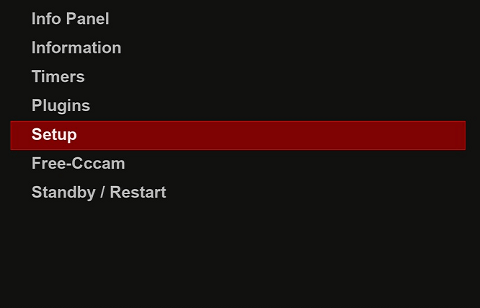 Info Panel
Information
Timers
Plugins
Setup
Free-Cccam
Standby / Restart